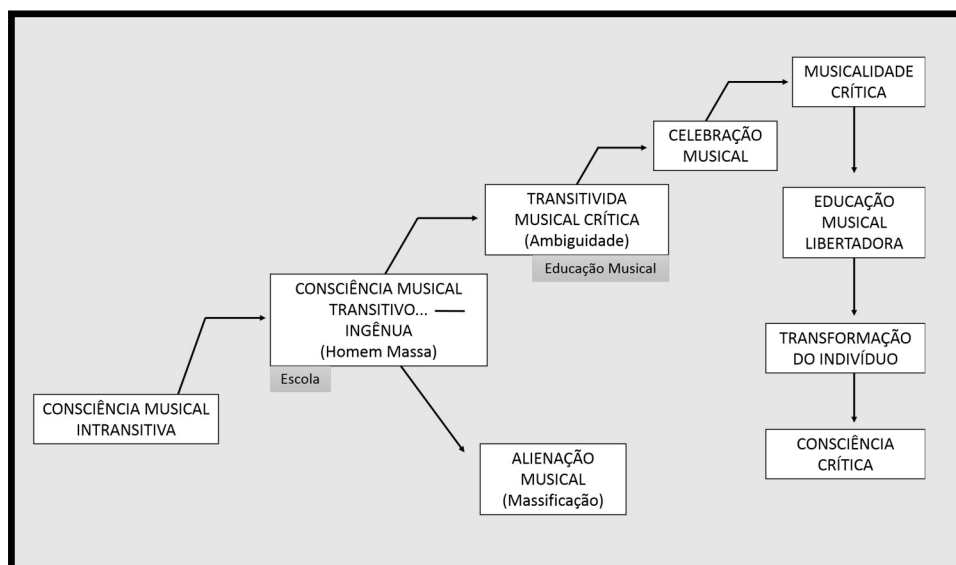 MUSICALIDADE
CRÍTICA
CELEBRAÇÃO
MUSICAL
TRANSITIVIDA
MUSICAL CRÍTICA
(Ambiguidade)
Educação Musical
EDUCAÇÃO
MUSICAL
LIBERTADORA
CONSCIÊNCIA MUSICAL
TRANSITIVO...
INGÊNUA
(Homem Massa)
Escola
TRANSFORMAÇÃO
DO INDIVÍDUO
CONSCIÊNCIA MUSICAL
INTRANSITIVA
ALIENAÇÃO
MUSICAL
(Massificação)
CONSCIÊNCIA
CRÍTICA